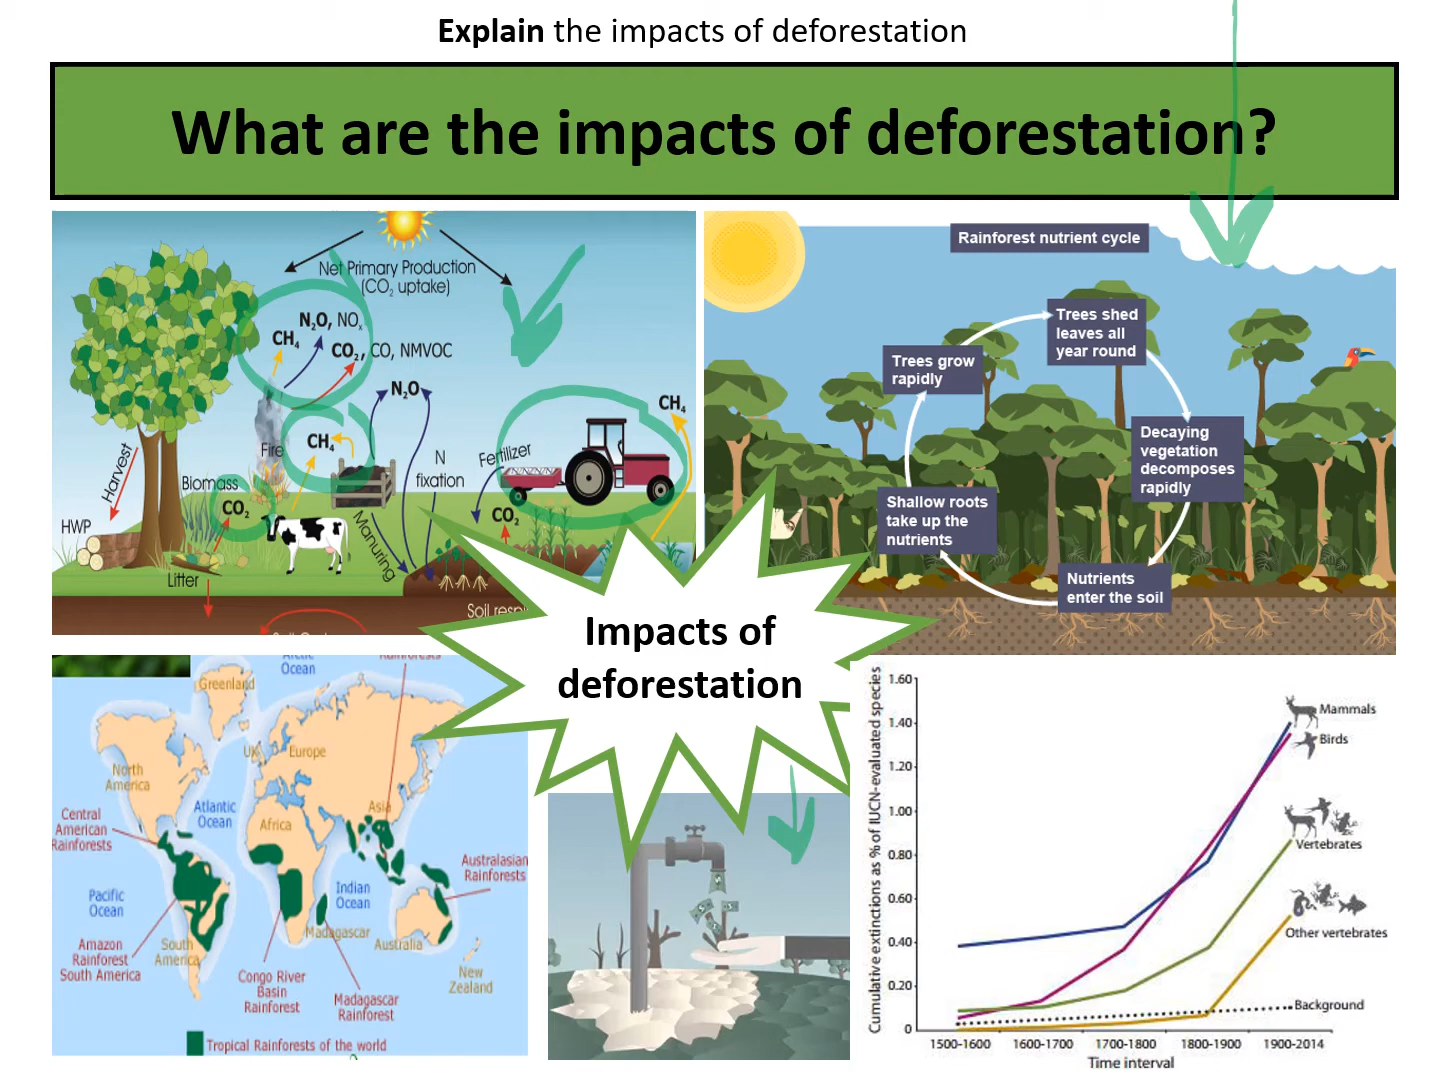 Explain the impacts of deforestation
What are the impacts of deforestation?
Net Primary Production
(CO₂ uptake)
N₂O, NOₓ
CH₄
CO₂, CO, NMVOC
N₂O
CH₄
Fire
CH₄
Harvest
Biomass
CO₂
N
fixation
Fertilizer
CO₂
HWP
Manuring
Litter
Rainforest nutrient cycle
Trees shed
leaves all
year round
Trees grow
rapidly
Decaying
vegetation
decomposes
rapidly
Shallow roots
take up the
nutrients
Nutrients
enter the soil
Impacts of
deforestation
Ocean
Greenland
UK
Europe
North
America
Atlantic
Ocean
Asia
Africa
Central
American
Rainforests
Australasian
Rainforests
Pacific
Ocean
Indian
Ocean
Madagascar
Australia
Amazon
Rainforest
South America
South
America
Congo River
Basin
Rainforest
Madagascar
Rainforest
New
Zealand
Tropical Rainforests of the world
Cumulative extinctions as % of IUCN-evaluated species
1.60
1.40
1.20
1.00
0.80
0.60
0.40
0.20
0
Mammals
Birds
Vertebrates
Other vertebrates
Background
1500-1600
1600-1700
1700-1800
1800-1900
1900-2014
Time interval